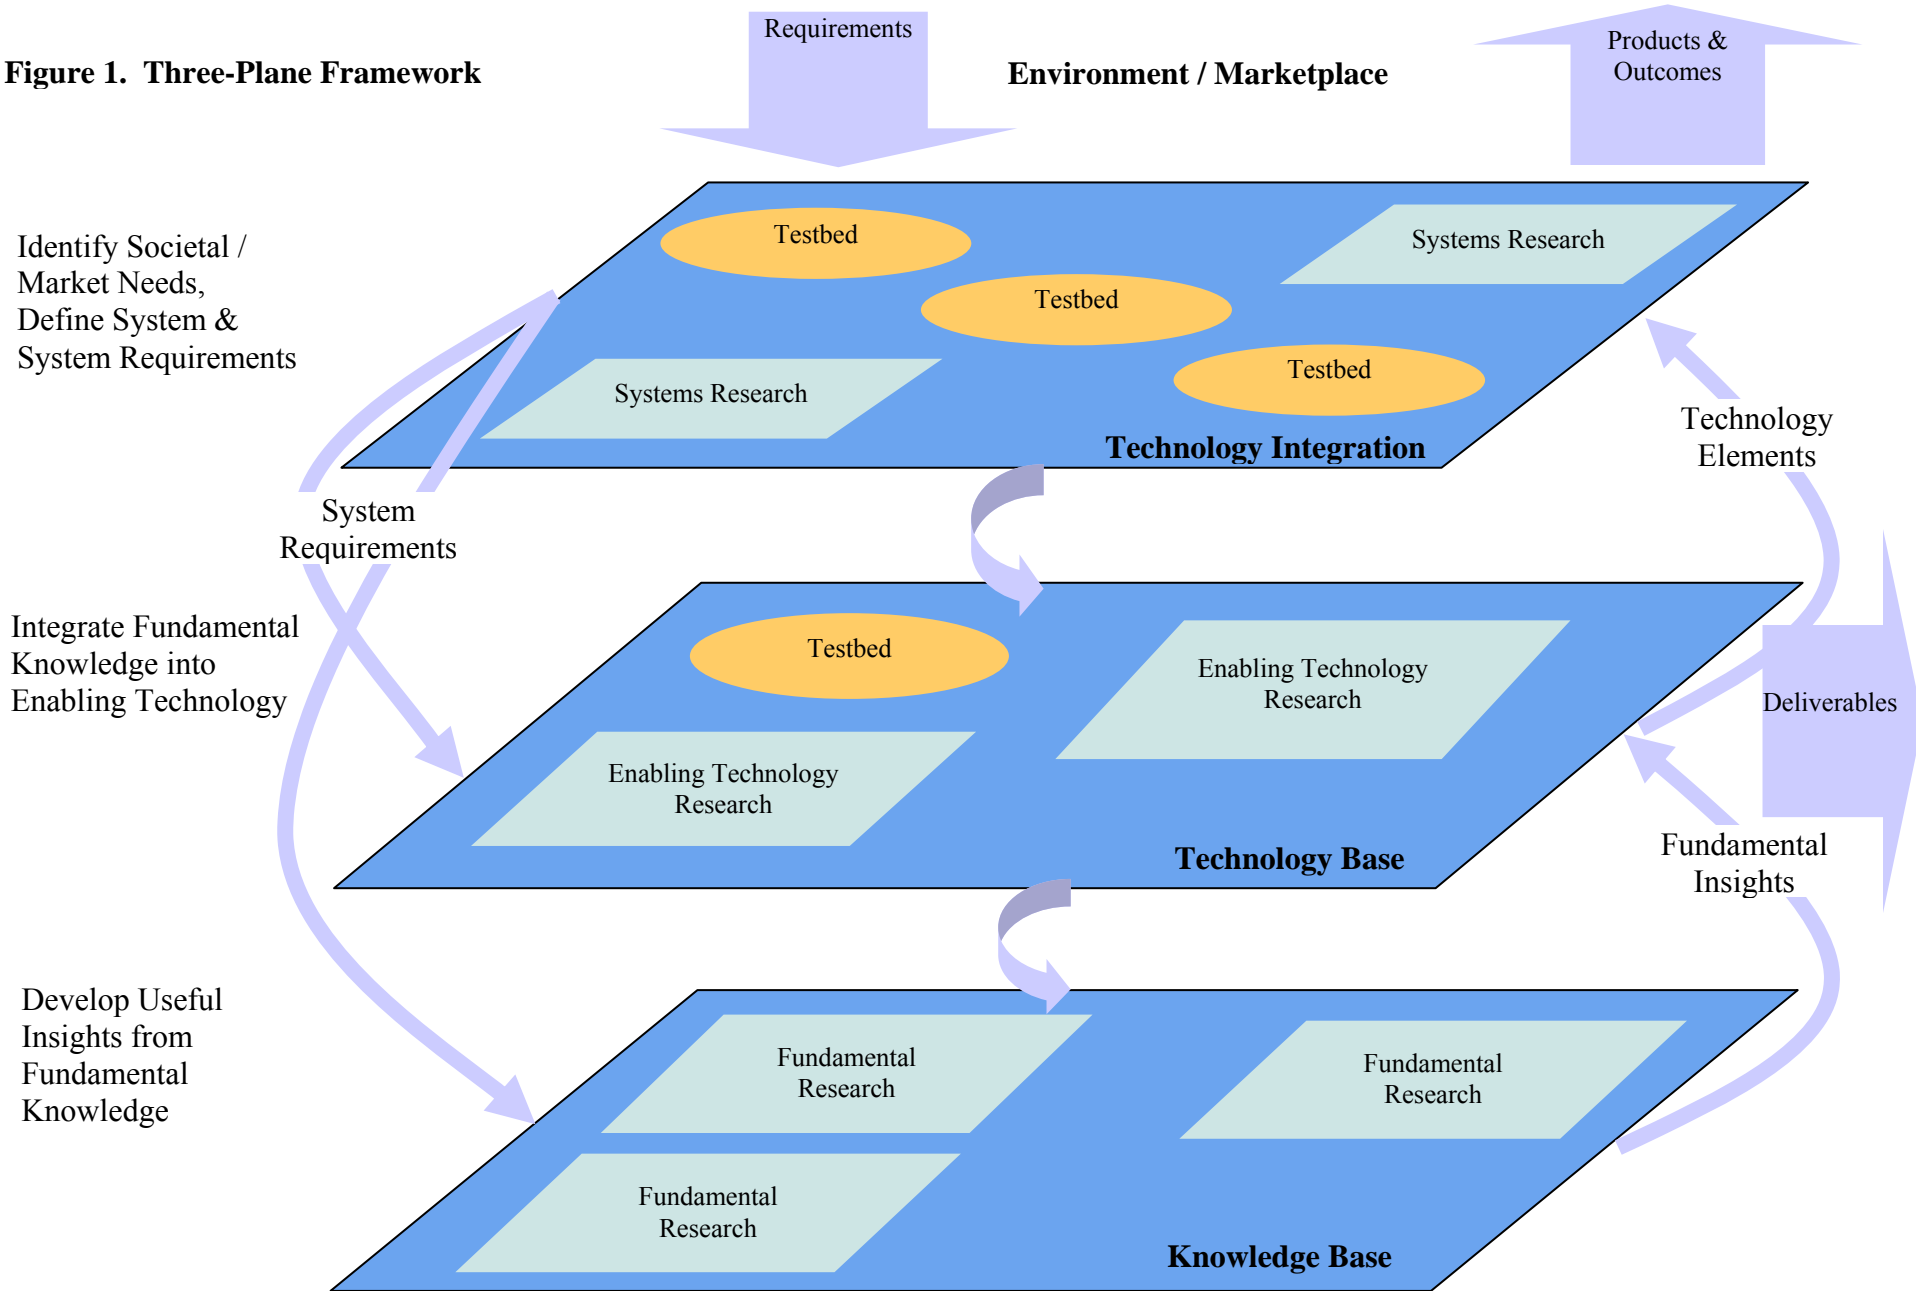 Requirements
Products &
Outcomes
Figure 1.  Three-Plane Framework
Environment / Marketplace
Identify Societal /
Market Needs,
Define System &
System Requirements
Testbed
Systems Research
Testbed
Testbed
Systems Research
Technology Integration
Technology
Elements
System
Requirements
Integrate Fundamental
Knowledge into
Enabling Technology
Testbed
Enabling Technology
Research
Deliverables
Enabling Technology
Research
Technology Base
Fundamental
Insights
Develop Useful
Insights from
Fundamental
Knowledge
Fundamental
Research
Fundamental
Research
Fundamental
Research
Knowledge Base